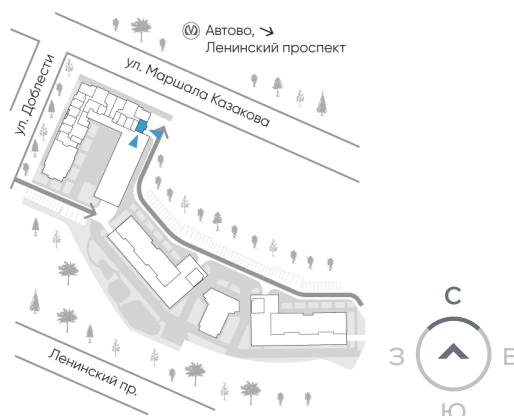 Автово, ↘
Ленинский проспект
ул. Маршала Казакова
ул. Доблести
Ленинский пр.
С
З
В
Ю